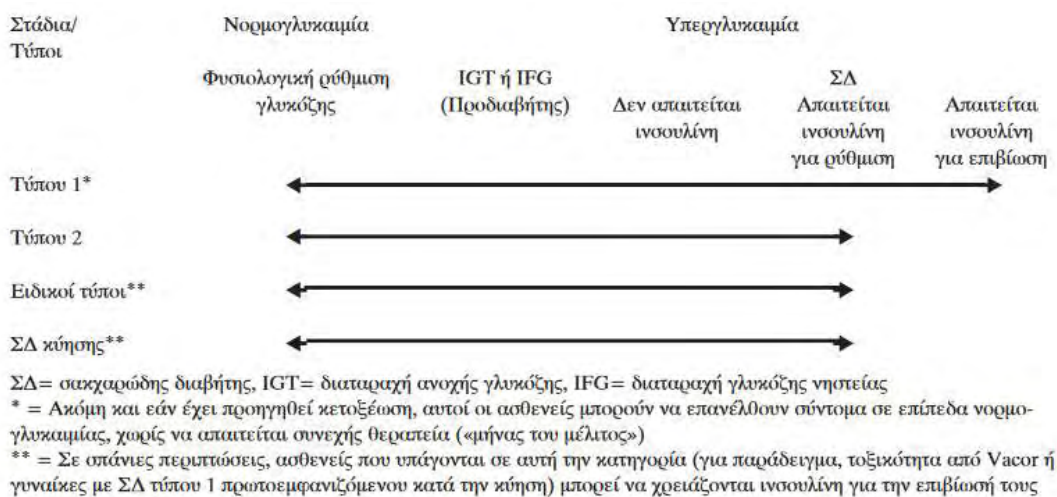 Στάδια/ Νορμογλυκαιμία Υπεργλυκαιμία
Τύποι
Φυσιολογική ρύθμιση IGT ή IFG ΣΔ
γλυκόζης (Προδιαβήτης) Δεν απαιτείται Απαιτείται Απαιτείται
ινσουλίνη ινσουλίνη ινσουλίνη
για ρύθμιση για επιβίωση
Τύπου 1*
Τύπου 2
Ειδικοί τύποι**
ΣΔ κύησης**
ΣΔ= σακχαρώδης διαβήτης, IGT= διαταραχή ανοχής γλυκόζης, IFG= διαταραχή γλυκόζης νηστείας
* = Ακόμη και εάν έχει προηγηθεί κετοξέωση, αυτοί οι ασθενείς μπορούν να επανέλθουν σύντομα σε επίπεδα νορμο-
γλυκαιμίας, χωρίς να απαιτείται συνεχής θεραπεία («μήνας του μέλιτος»)
** = Σε σπάνιες περιπτώσεις, ασθενείς που υπάγονται σε αυτή την κατηγορία (για παράδειγμα, τοξικότητα από Vacor ή
γυναίκες με ΣΔ τύπου 1 πρωτοεμφανιζόμενου κατά την κύηση) μπορεί να χρειάζονται ινσουλίνη για την επιβίωσή τους